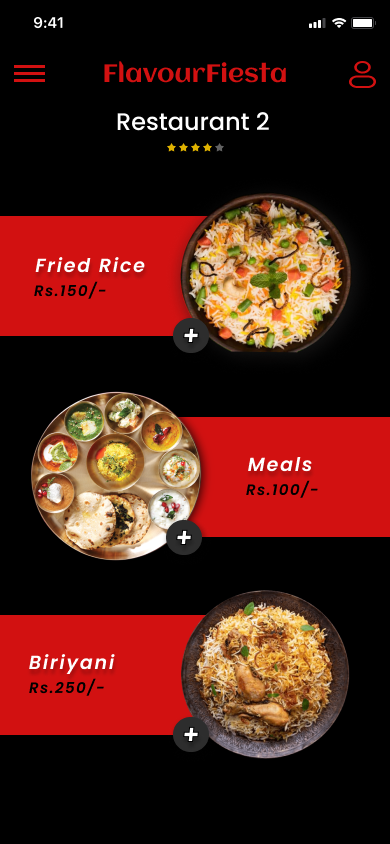 9:41
FlavourFiesta
Restaurant 2
Fried Rice
Rs.150/-
+
Meals
Rs.100/-
+
Biriyani
Rs.250/-
+